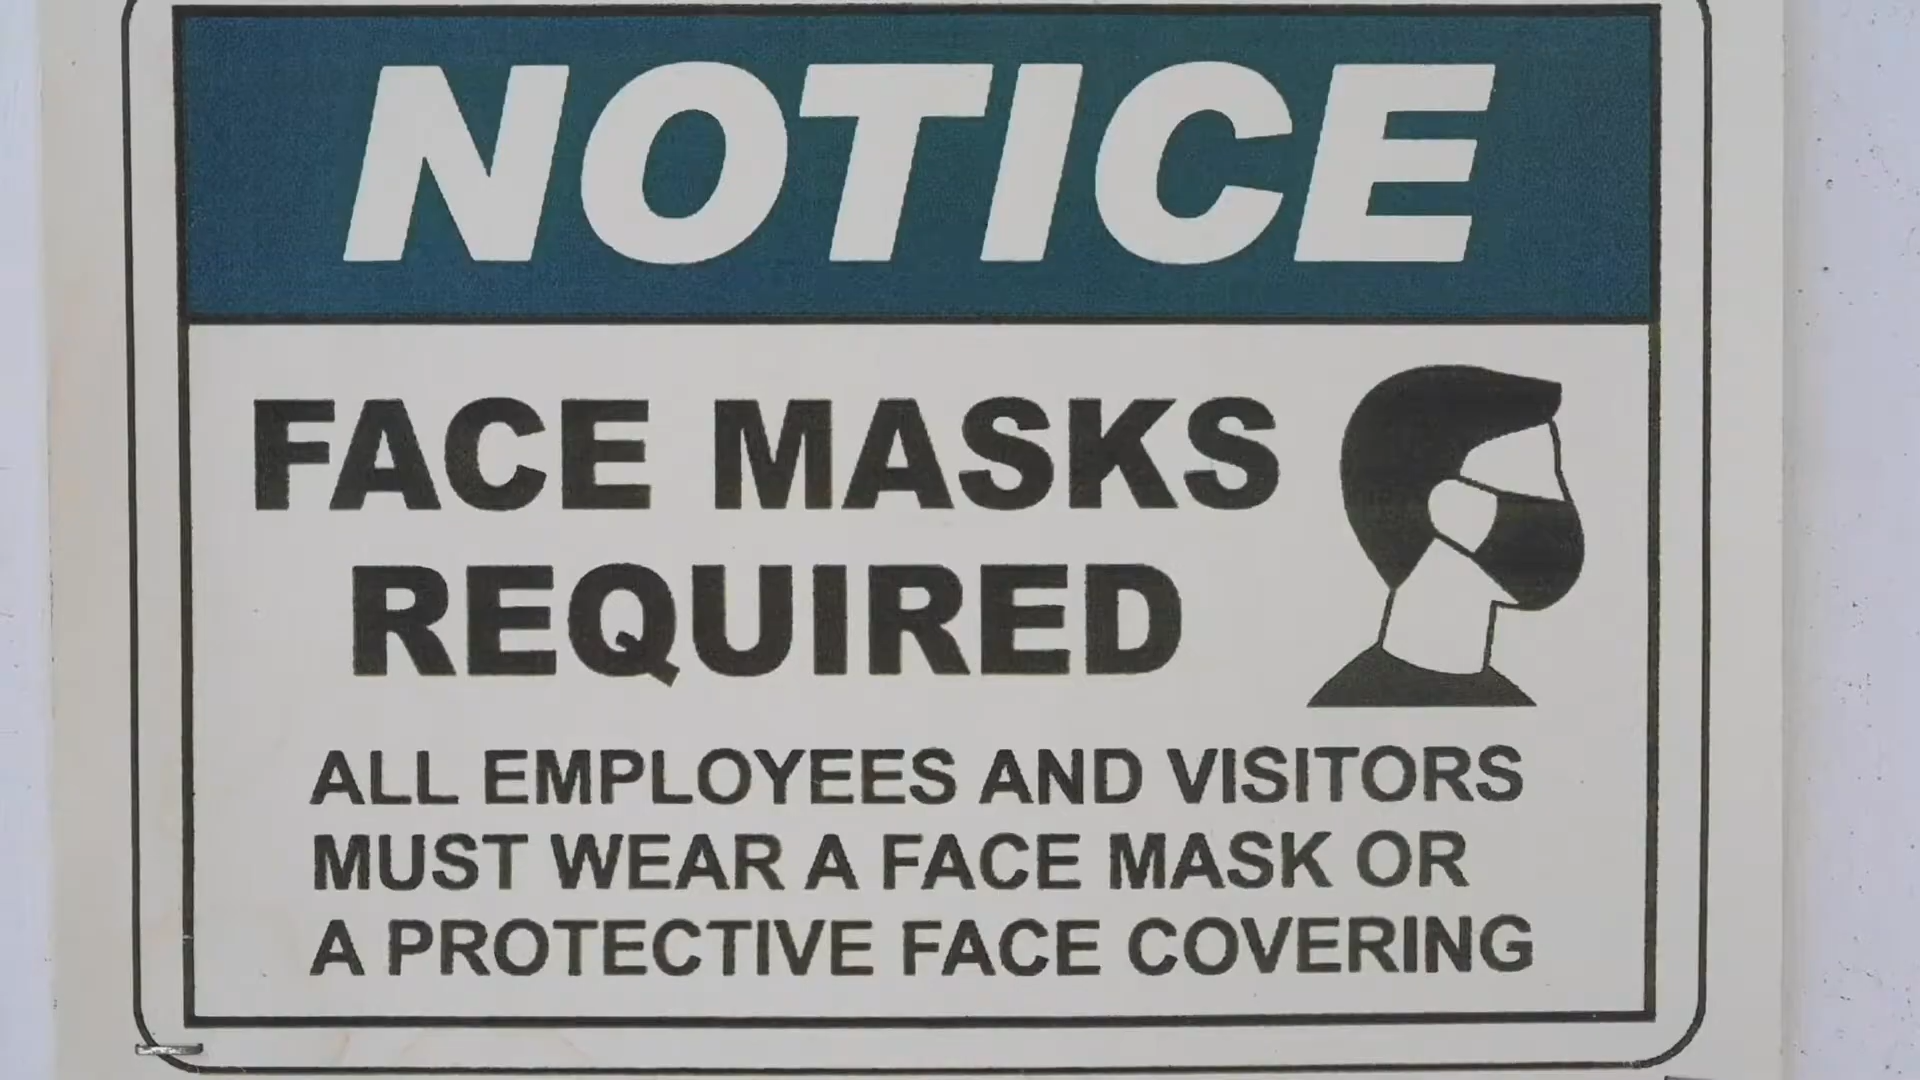 NOTICE
FACE MASKS
REQUIRED
ALL EMPLOYEES AND VISITORS
MUST WEAR A FACE MASK OR
A PROTECTIVE FACE COVERING